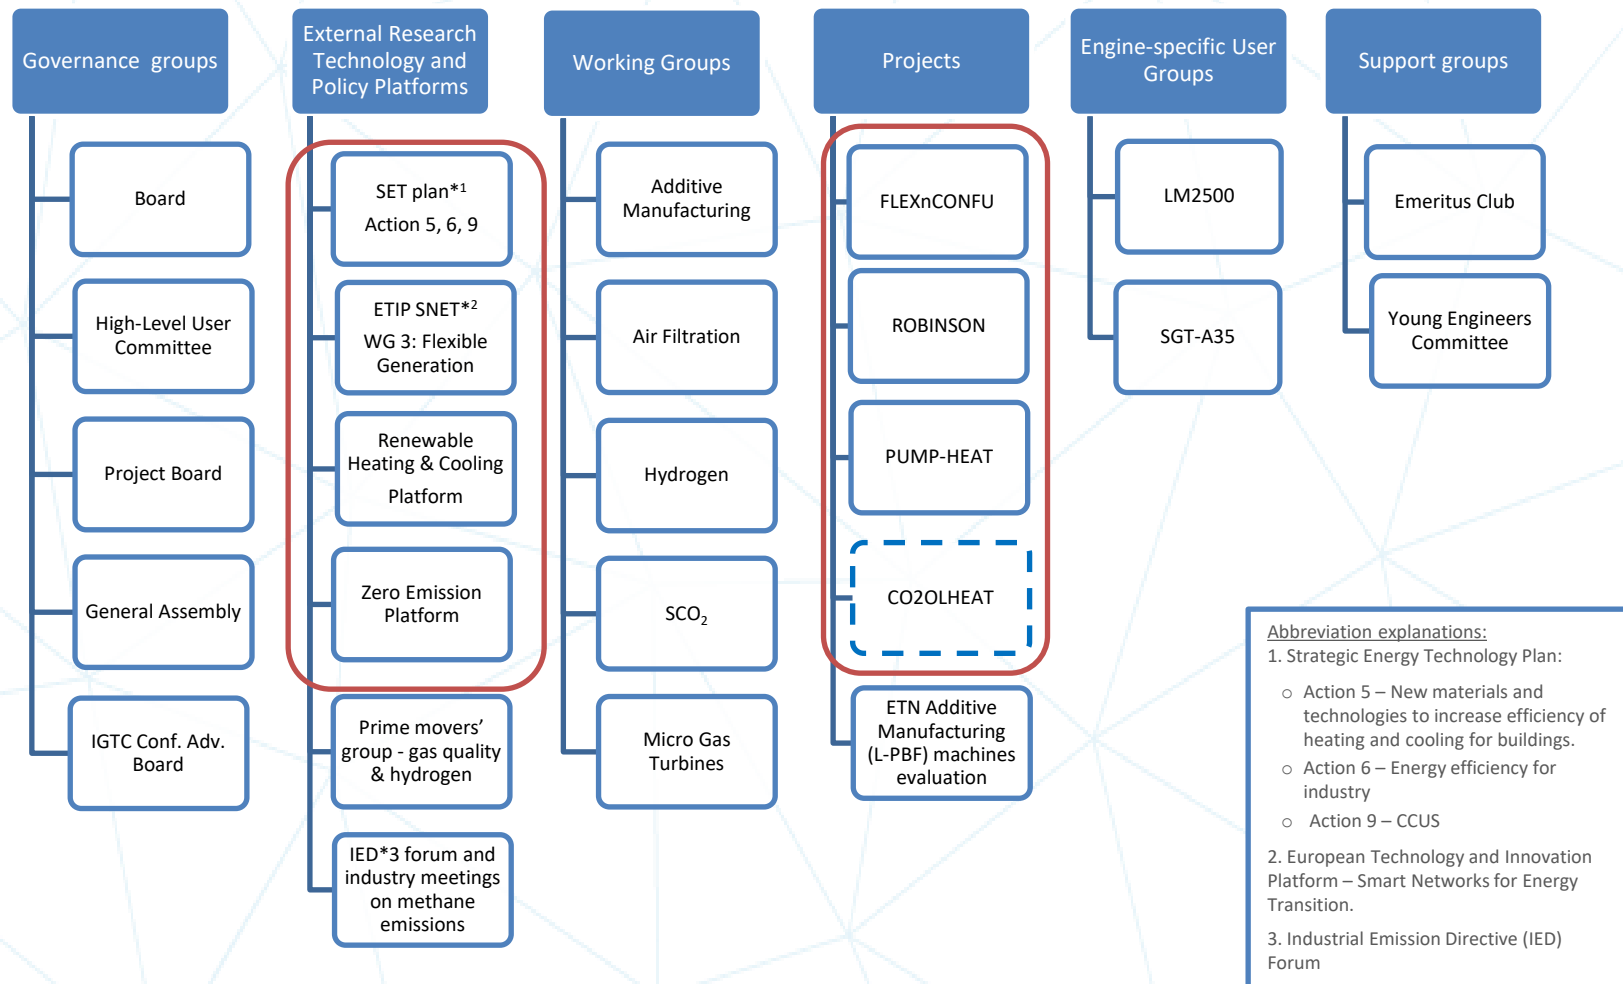 Governance groups
Board
High-Level User
Committee
Project Board
General Assembly
IGTC Conf. Adv.
Board
External Research
Technology and
Policy Platforms
SET plan*1
Action 5, 6, 9
ETIP SNET*2
WG 3: Flexible
Generation
Renewable
Heating & Cooling
Platform
Zero Emission
Platform
Prime movers’
group - gas quality
& hydrogen
IED*3 forum and
industry meetings
on methane
emissions
Working Groups
Additive
Manufacturing
Air Filtration
Hydrogen
SCO2
Micro Gas
Turbines
Projects
FLEXnCONFU
ROBINSON
PUMP-HEAT
CO2OLHEAT
ETN Additive
Manufacturing
(L-PBF) machines
evaluation
Engine-specific User
Groups
LM2500
SGT-A35
Support groups
Emeritus Club
Young Engineers
Committee
Abbreviation explanations:
1. Strategic Energy Technology Plan:
o Action 5 – New materials and
technologies to increase efficiency of
heating and cooling for buildings.
o Action 6 – Energy efficiency for
industry
o Action 9 – CCUS
2. European Technology and Innovation
Platform – Smart Networks for Energy
Transition.
3. Industrial Emission Directive (IED)
Forum